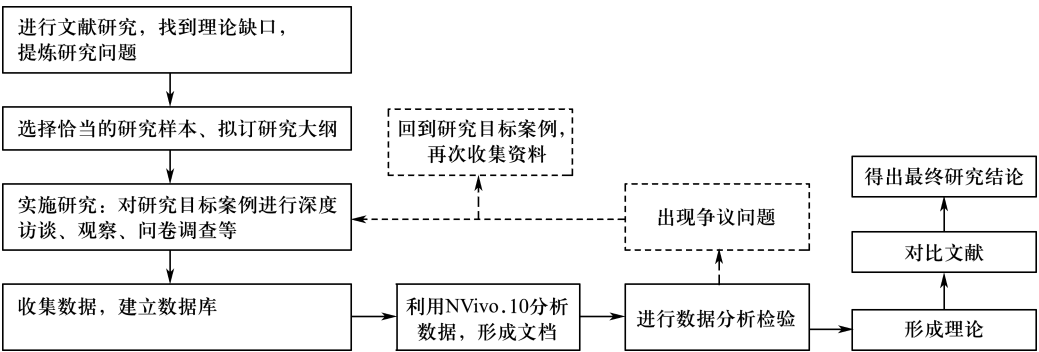 进行文献研究，找到理论缺口，
提炼研究问题
选择恰当的研究样本、拟订研究大纲
实施研究：对研究目标案例进行深度
访谈、观察、问卷调查等
收集数据，建立数据库
回到研究目标案例，
再次收集资料
出现争议问题
利用NVivo.10分析
数据，形成文档
进行数据分析检验
得出最终研究结论
对比文献
形成理论